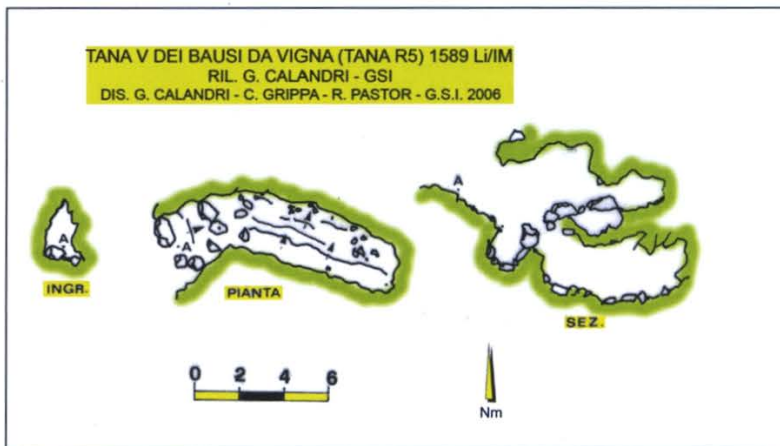 TANA V DEI BAUSI DA VIGNA (TANA R5) 1589 Li/IM
RIL. G. CALANDRI - GSI
DIS. G. CALANDRI - C. GRIPPA - R. PASTOR - G.S.I. 2006
A
A
A
A
INGR.
PIANTA
SEZ.
0 2 4 6
Nm